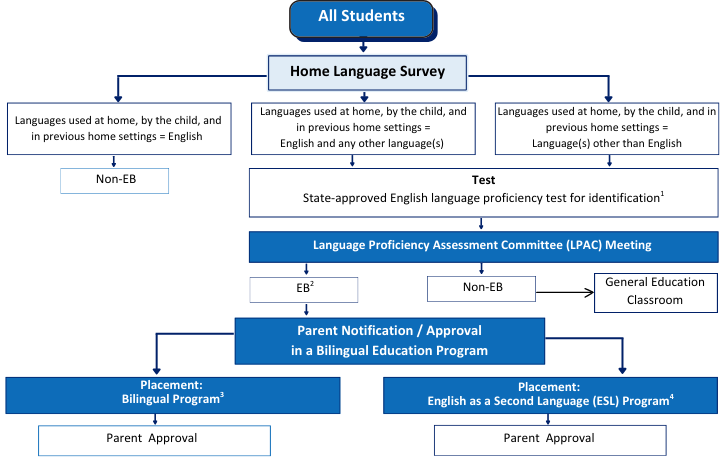 All Students
Home Language Survey
Languages used at home, by the child, and
in previous home settings = English
Languages used at home, by the child, and
in previous home settings =
English and any other language(s)
Languages used at home, by the child, and in
previous home settings =
Language(s) other than English
Non-EB
Test
State-approved English language proficiency test for identification¹
Language Proficiency Assessment Committee (LPAC) Meeting
EB²
Non-EB
General Education
Classroom
Parent Notification / Approval
in a Bilingual Education Program
Placement:
Bilingual Program³
Placement:
English as a Second Language (ESL) Program⁴
Parent Approval
Parent Approval